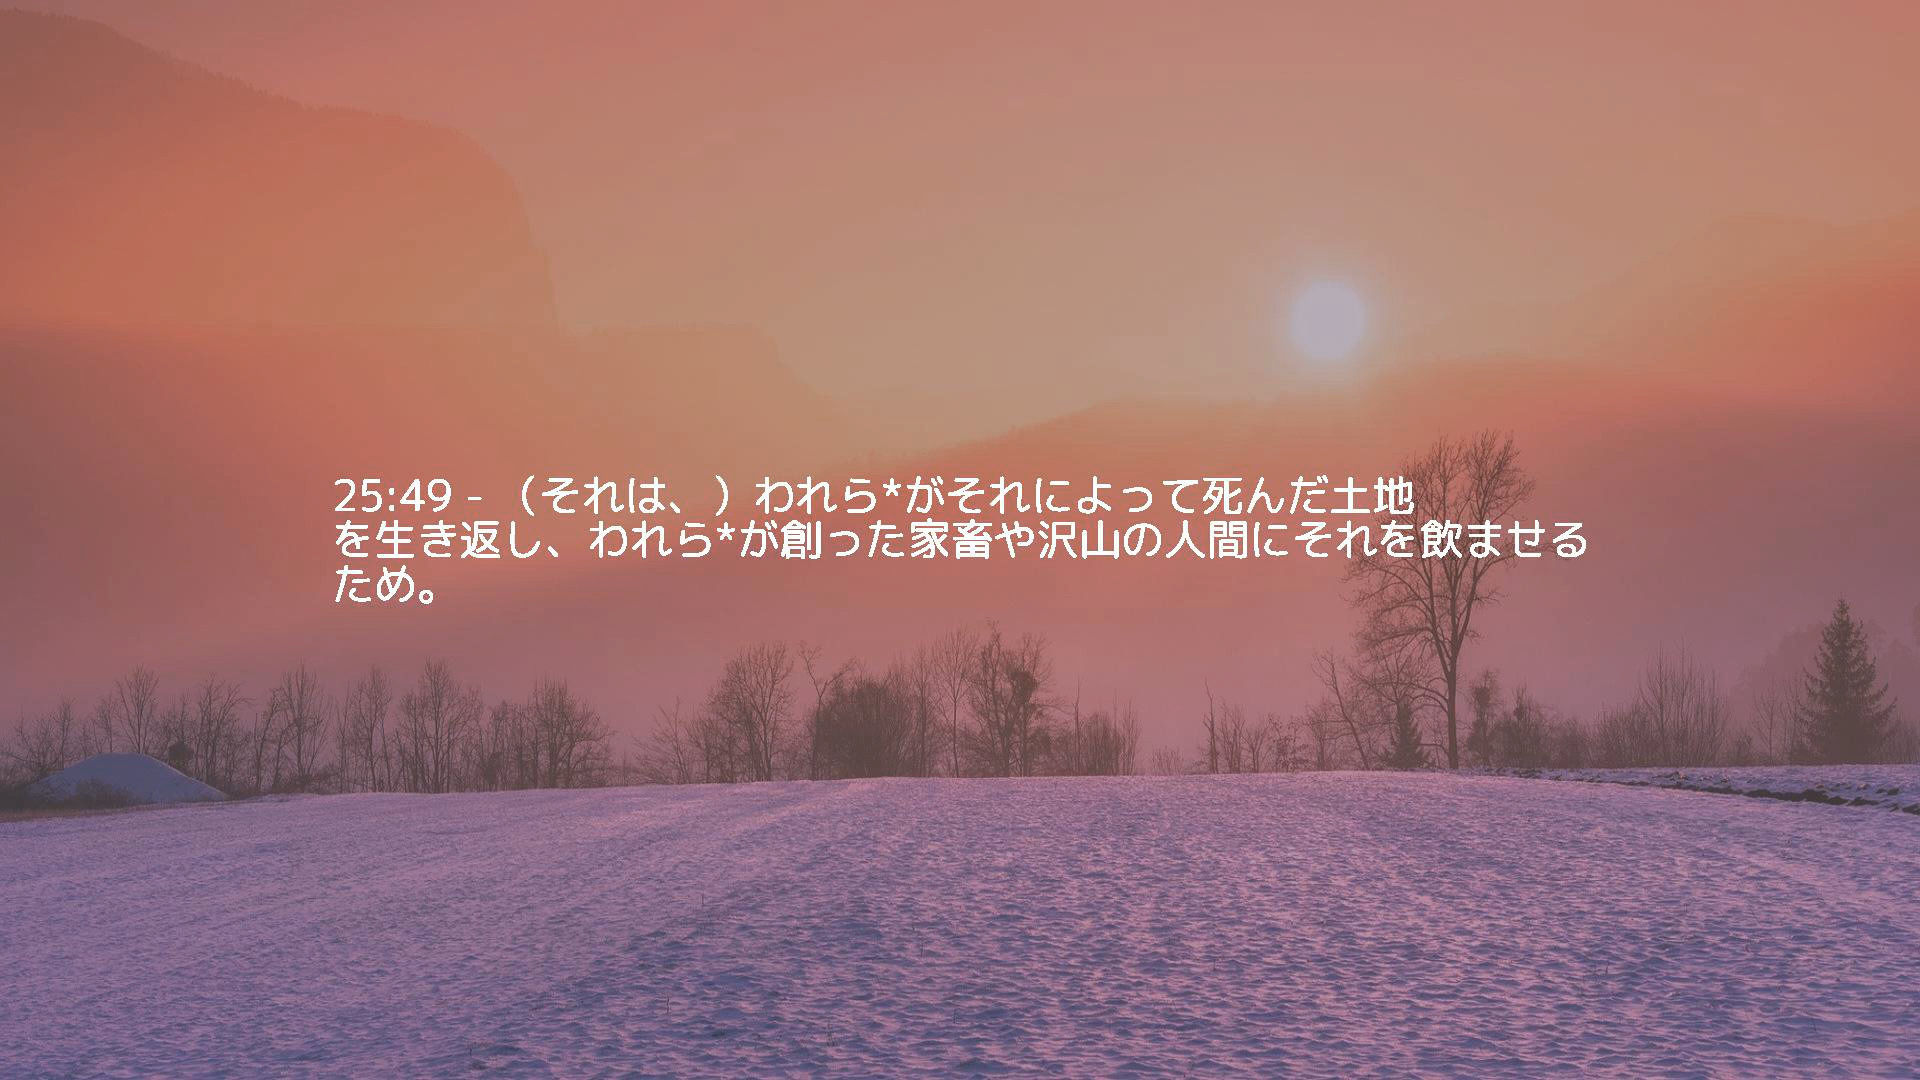 25:49 - （それは、）われら*がそれによって死んだ土地
を生き返し、われら*が創った家畜や沢山の人間にそれを飲ませる
ため。